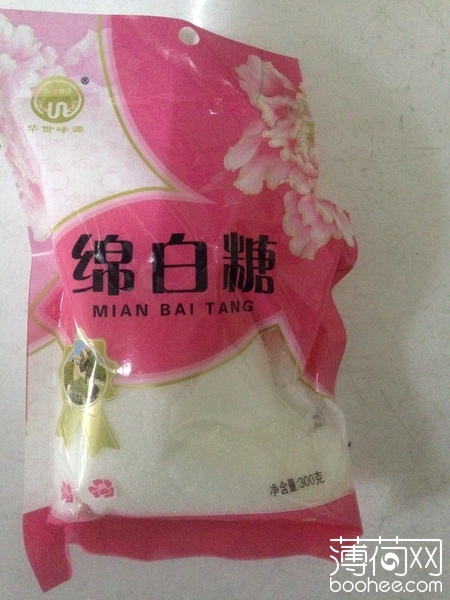 ®
华世峰源
绵白糖
MIAN BAI TANG
净含量:300克
薄荷网
boohee.com